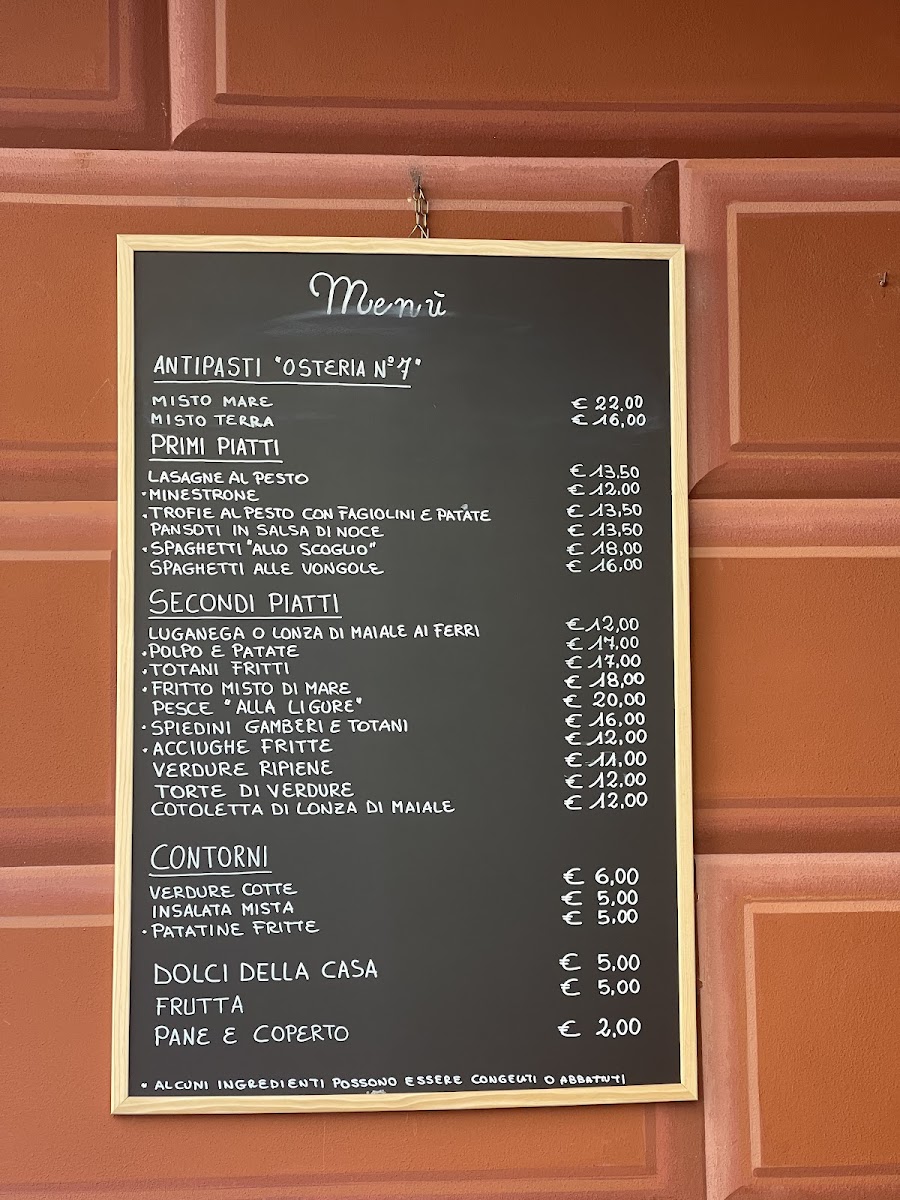 Menù
ANTIPASTI "OSTERIA Nº 7"
MISTO MARE € 22,00
MISTO TERRA € 16,00
PRIMI PIATTI
LASAGNE AL PESTO € 13,50
•MINESTRONE € 12,00
•TROFIE AL PESTO CON FAGIOLINI E PATATE € 13,50
PANSOTI IN SALSA DI NOCE € 13,50
•SPAGHETTI "ALLO SCOGLIO" € 18,00
SPAGHETTI ALLE VONGOLE € 16,00
SECONDI PIATTI
LUGANEGA O LONZA DI MAIALE AI FERRI € 12,00
•POLPO E PATATE € 17,00
•TOTANI FRITTI € 17,00
•FRITTO MISTO DI MARE € 18,00
PESCE "ALLA LIGURE" € 20,00
•SPIEDINI GAMBERI E TOTANI € 16,00
•ACCIUGHE FRITTE € 12,00
VERDURE RIPIENE € 11,00
TORTE DI VERDURE € 12,00
COTOLETTA DI LONZA DI MAIALE € 12,00
CONTORNI
VERDURE COTTE € 6,00
INSALATA MISTA € 5,00
•PATATINE FRITTE € 5,00
DOLCI DELLA CASA € 5,00
FRUTTA € 5,00
PANE E COPERTO € 2,00
• ALCUNI INGREDIENTI POSSONO ESSERE CONGELATI O ABBATTUTI